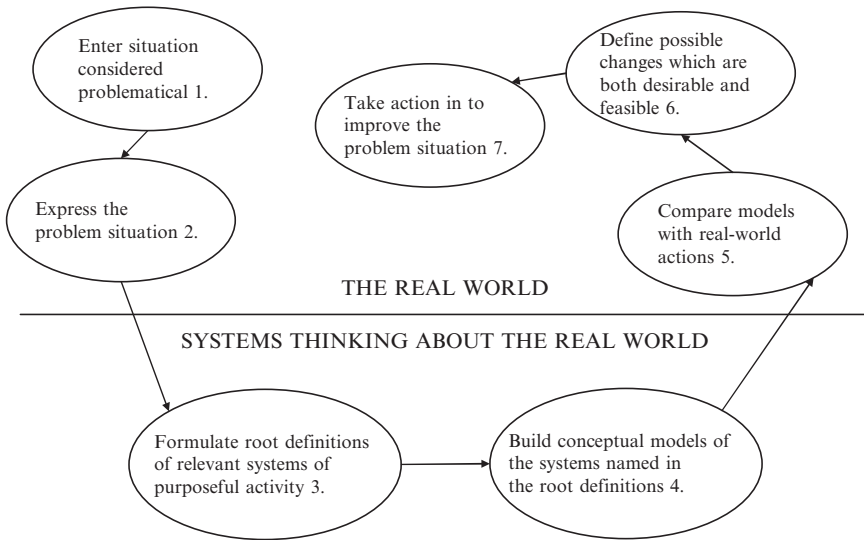 Enter situation
considered
problematical 1.
Express the
problem situation 2.
Formulate root definitions
of relevant systems of
purposeful activity 3.
Build conceptual models of
the systems named in
the root definitions 4.
Compare models
with real-world
actions 5.
Define possible
changes which are
both desirable and
feasible 6.
Take action in to
improve the
problem situation 7.
THE REAL WORLD
SYSTEMS THINKING ABOUT THE REAL WORLD